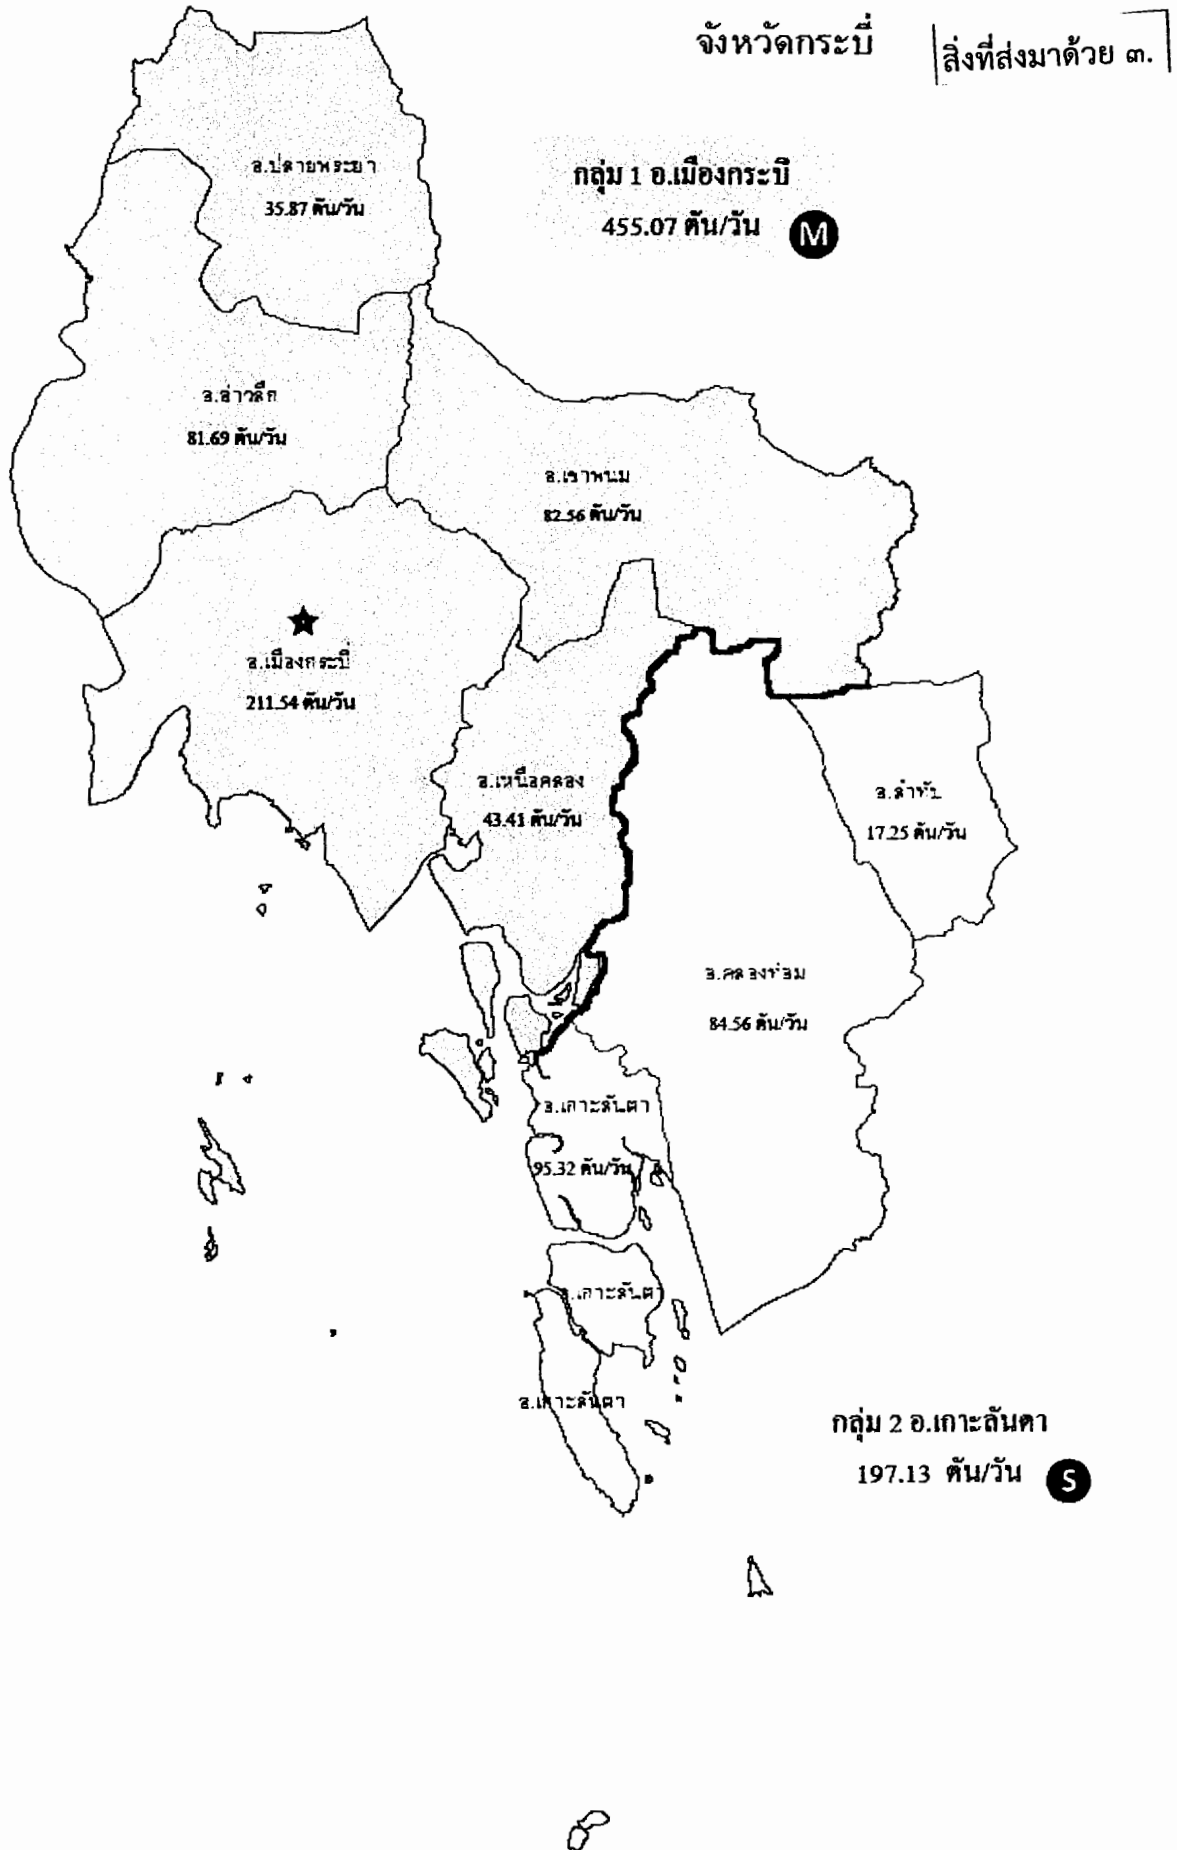 จังหวัดกระบี่
สิ่งที่ส่งมาด้วย ๓.
อ.ปลายพระยา
35.87 ตัน/วัน
กลุ่ม 1 อ.เมืองกระบี่
455.07 ตัน/วัน
M
อ.อ่าวลึก
81.69 ตัน/วัน
อ.เขาพนม
82.56 ตัน/วัน
อ.เมืองกระบี่
211.54 ตัน/วัน
อ.เหนือคลอง
43.41 ตัน/วัน
อ.ลำทับ
17.25 ตัน/วัน
อ.คลองท่อม
84.56 ตัน/วัน
อ.เกาะลันตา
95.32 ตัน/วัน
อ.เกาะลันตา
อ.เกาะลันตา
กลุ่ม 2 อ.เกาะลันตา
197.13 ตัน/วัน
S